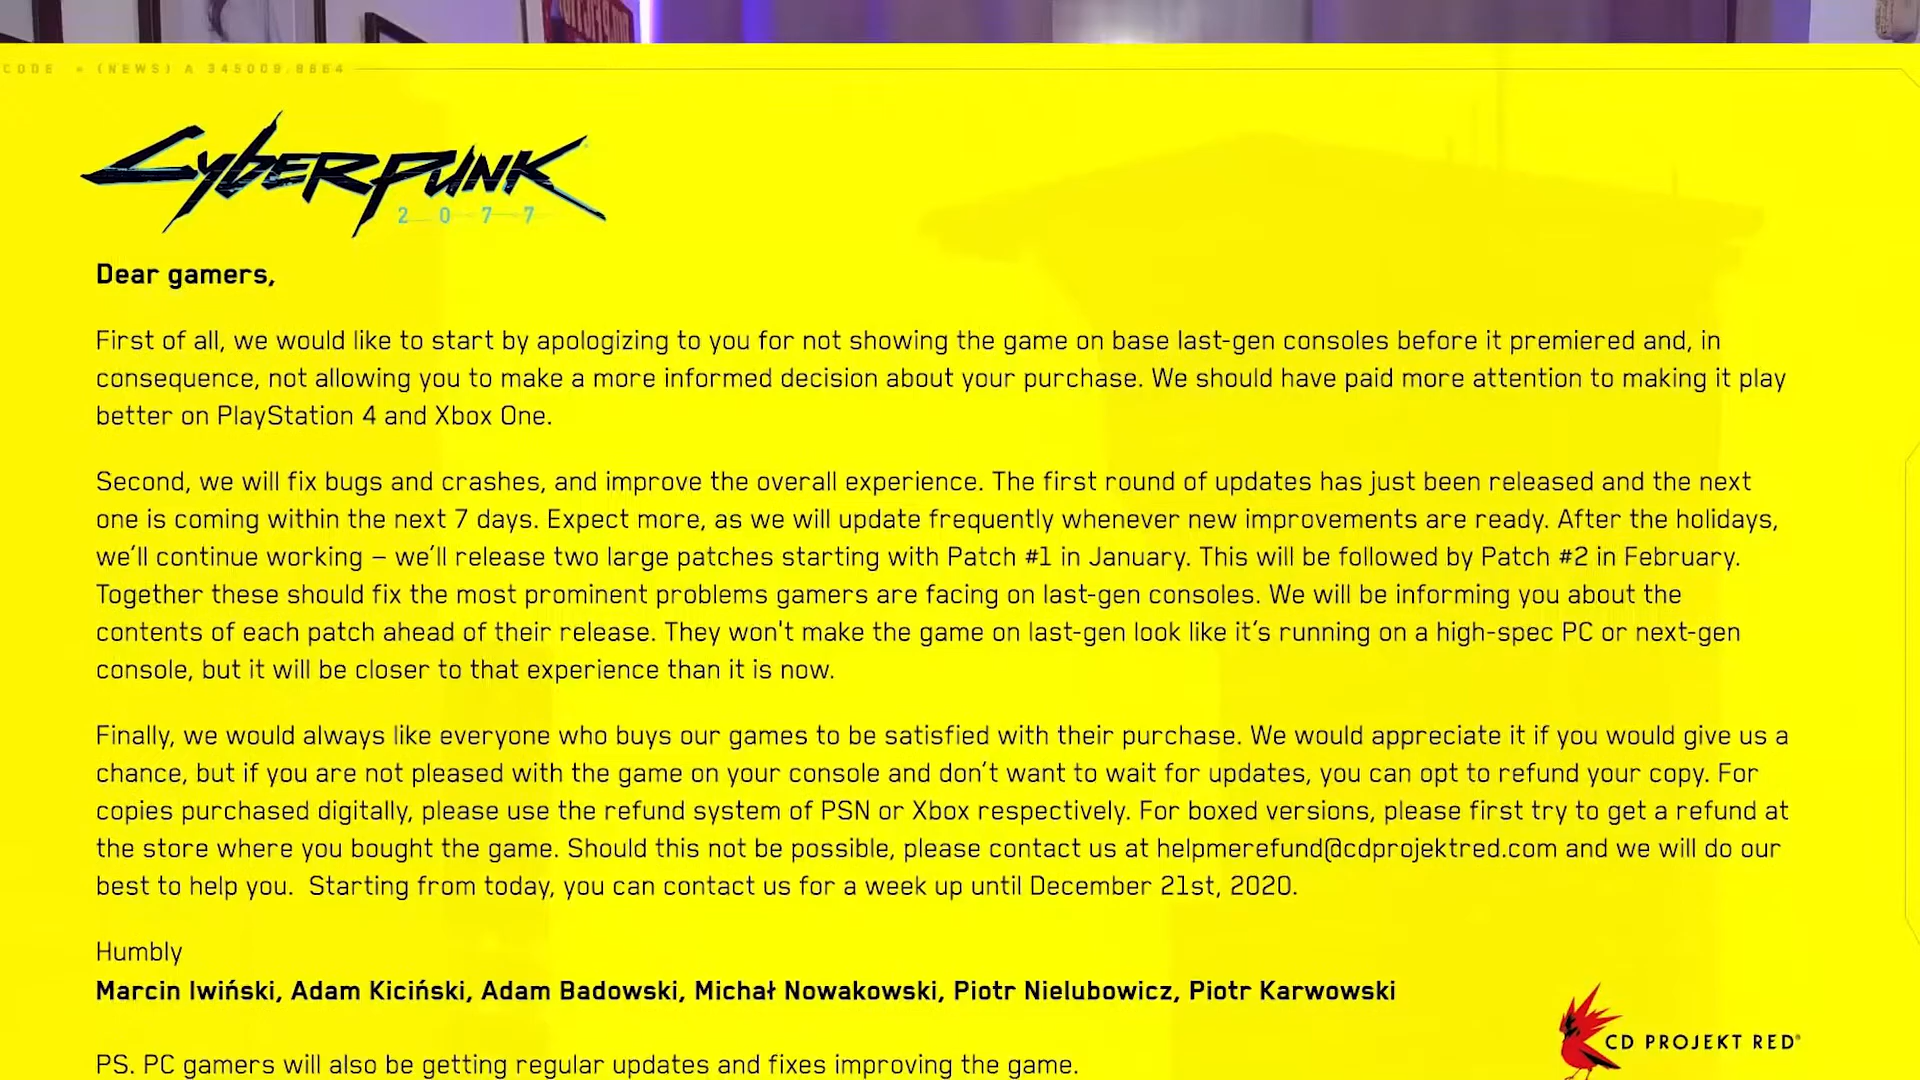 CODE (NEWS) A 345009.88E4
CYBERPUNK
2077
Dear gamers,
First of all, we would like to start by apologizing to you for not showing the game on base last-gen consoles before it premiered and, in
consequence, not allowing you to make a more informed decision about your purchase. We should have paid more attention to making it play
better on PlayStation 4 and Xbox One.
Second, we will fix bugs and crashes, and improve the overall experience. The first round of updates has just been released and the next
one is coming within the next 7 days. Expect more, as we will update frequently whenever new improvements are ready. After the holidays,
we’ll continue working – we’ll release two large patches starting with Patch #1 in January. This will be followed by Patch #2 in February.
Together these should fix the most prominent problems gamers are facing on last-gen consoles. We will be informing you about the
contents of each patch ahead of their release. They won't make the game on last-gen look like it’s running on a high-spec PC or next-gen
console, but it will be closer to that experience than it is now.
Finally, we would always like everyone who buys our games to be satisfied with their purchase. We would appreciate it if you would give us a
chance, but if you are not pleased with the game on your console and don’t want to wait for updates, you can opt to refund your copy. For
copies purchased digitally, please use the refund system of PSN or Xbox respectively. For boxed versions, please first try to get a refund at
the store where you bought the game. Should this not be possible, please contact us at helpmerefund@cdprojektred.com and we will do our
best to help you.  Starting from today, you can contact us for a week up until December 21st, 2020.
Humbly
Marcin Iwiński, Adam Kiciński, Adam Badowski, Michał Nowakowski, Piotr Nielubowicz, Piotr Karwowski
CD PROJEKT RED®
PS. PC gamers will also be getting regular updates and fixes improving the game.